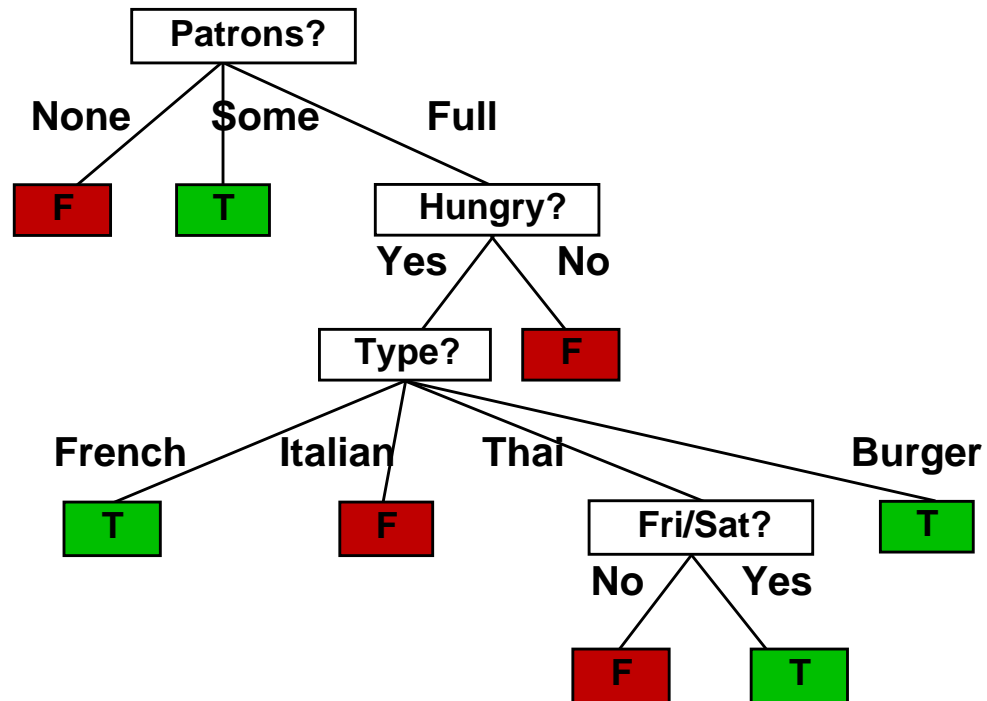 Patrons?
None Some Full
F T Hungry?
Yes No
Type? F
French Italian Thai Burger
T F Fri/Sat? T
No Yes
F T